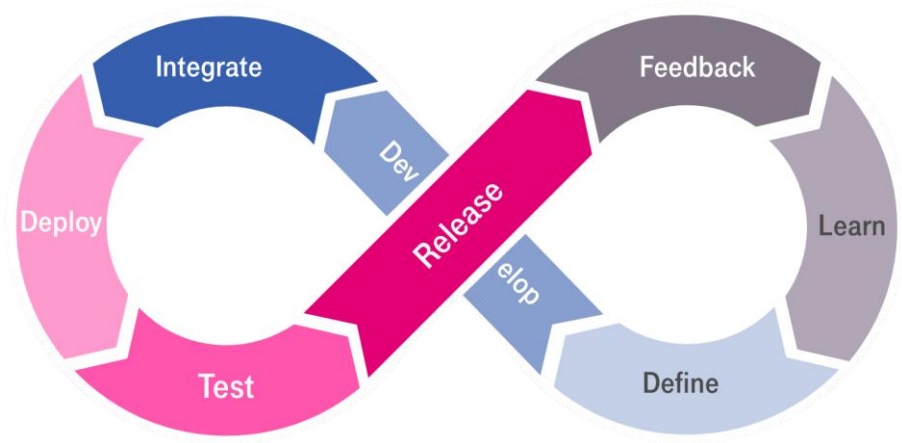 Integrate
Feedback
Dev
Release
Deploy
Learn
elop
Test
Define